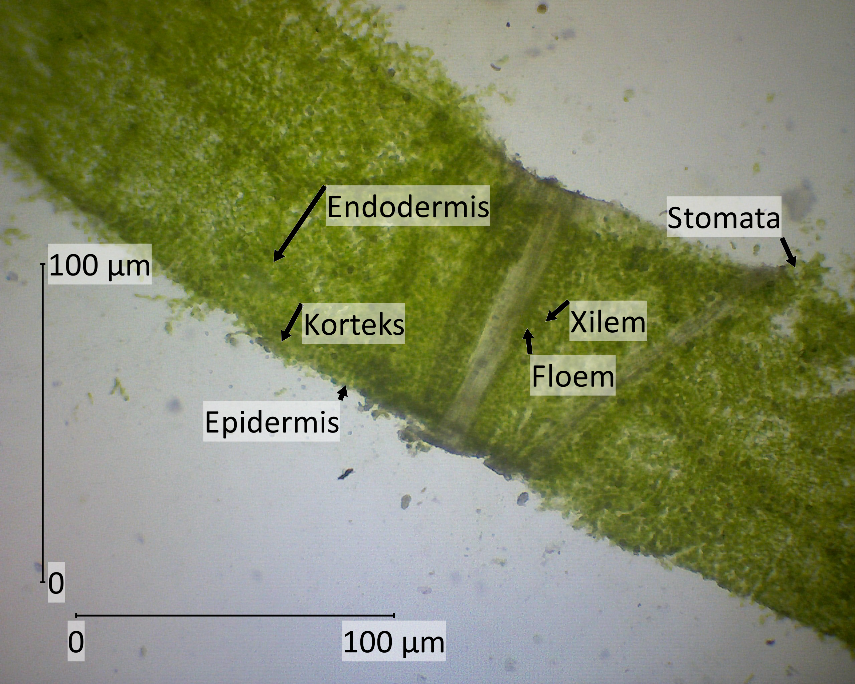 Endodermis
Stomata
100 µm
Korteks
Xilem
Floem
Epidermis
0
0
100 µm